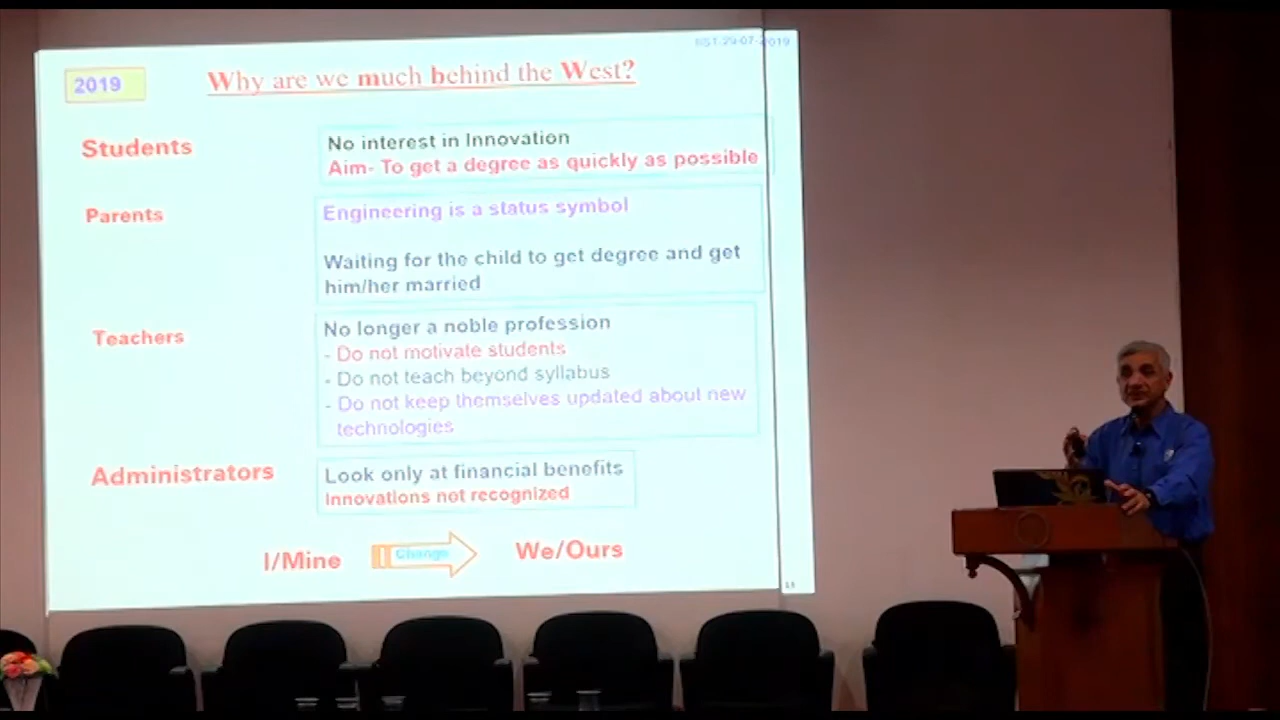 2019
Why are we much behind the West?
Students
No interest in Innovation
Aim- To get a degree as quickly as possible
Parents
Engineering is a status symbol
Waiting for the child to get degree and get
him/her married
Teachers
No longer a noble profession
- Do not motivate students
- Do not teach beyond syllabus
- Do not keep themselves updated about new
technologies
Administrators
Look only at financial benefits
Innovations not recognized
I/Mine
Change
We/Ours